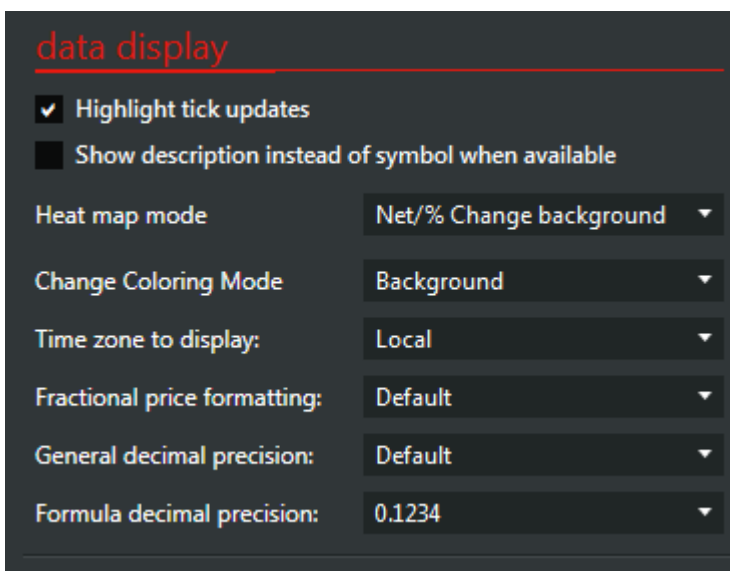 data display
Highlight tick updates
Show description instead of symbol when available
Heat map mode Net/% Change background
Change Coloring Mode Background
Time zone to display: Local
Fractional price formatting: Default
General decimal precision: Default
Formula decimal precision: 0.1234